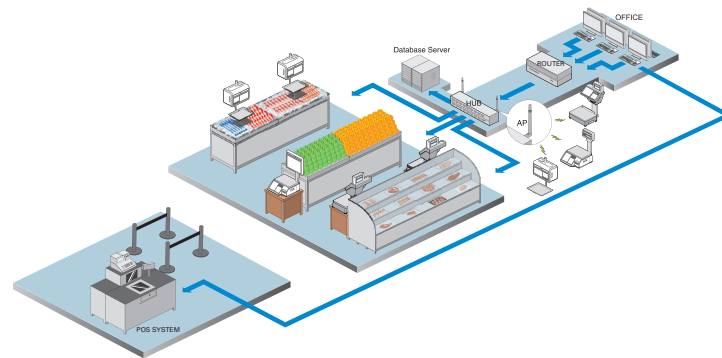 OFFICE
Database Server
ROUTER
HUB
AP
POS SYSTEM